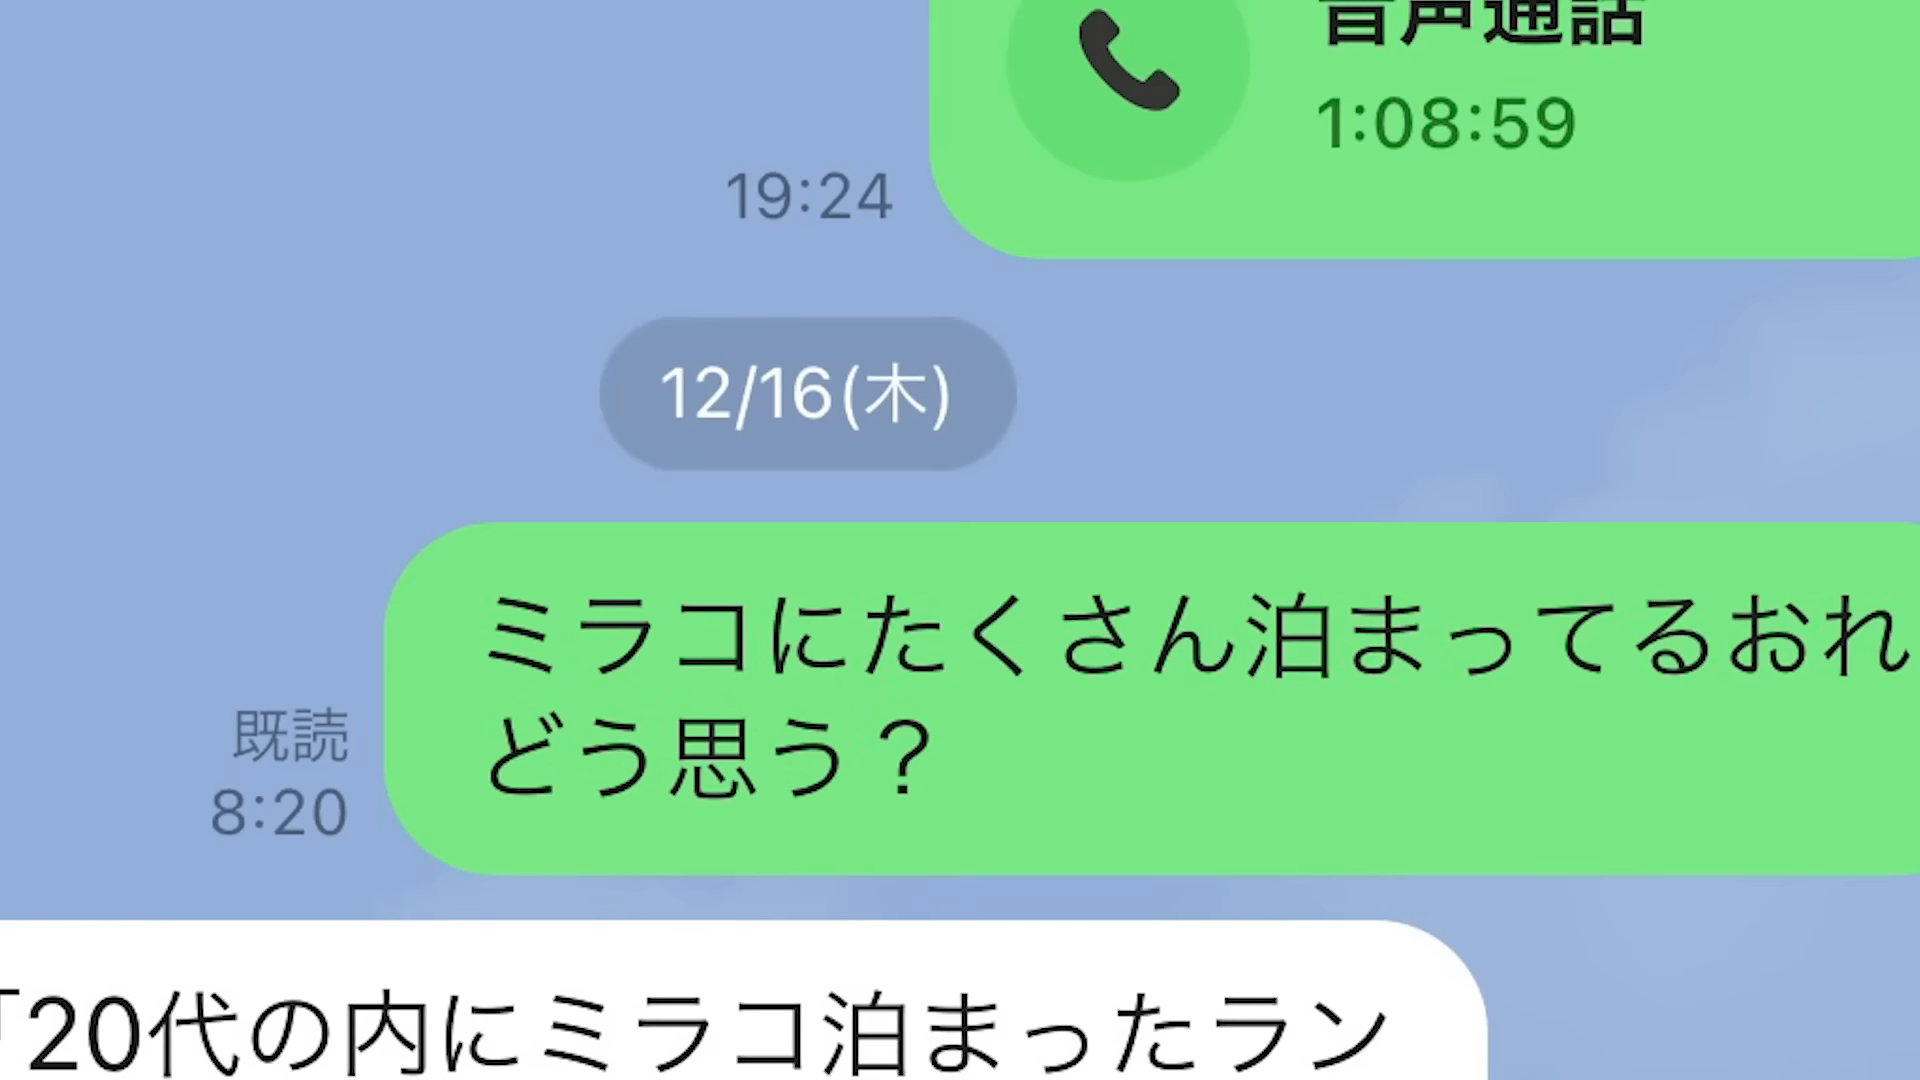 音声通話
1:08:59
19:24
12/16(木)
ミラコにたくさん泊まってるおれ
どう思う？
既読
8:20
「20代の内にミラコ泊まったラン